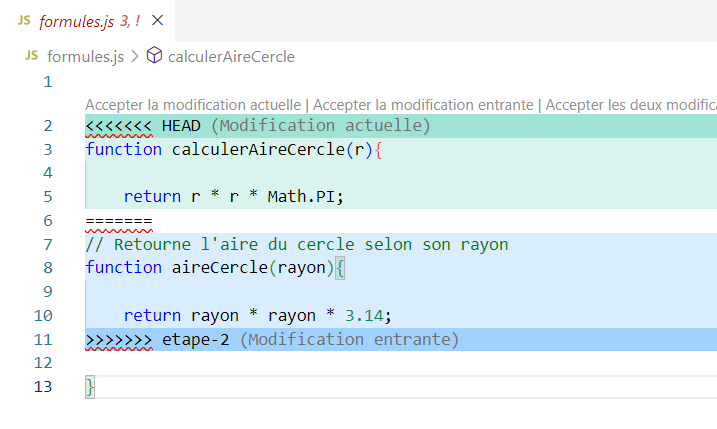 JS formules.js 3, ! ×
JS formules.js > calculerAireCercle
1
Accepter la modification actuelle | Accepter la modification entrante | Accepter les deux modifica
2 <<<<<<< HEAD (Modification actuelle)
3 function calculerAireCercle(r){
4
5 return r * r * Math.PI;
6 =======
7 // Retourne l'aire du cercle selon son rayon
8 function aireCercle(rayon){
9
10 return rayon * rayon * 3.14;
11 >>>>>>> etape-2 (Modification entrante)
12
13 }